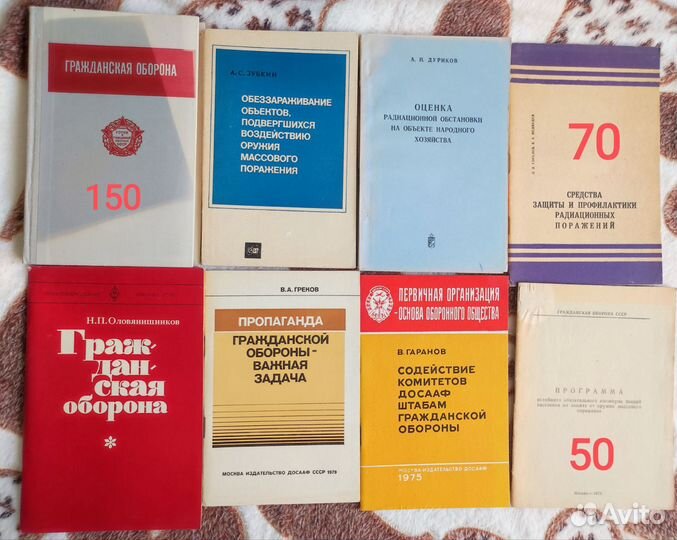 ГРАЖДАНСКАЯ ОБОРОНА
150
А.С. ЗУБКИН
ОБЕЗЗАРАЖИВАНИЕ
ОБЪЕКТОВ,
ПОДВЕРГШИХСЯ
ВОЗДЕЙСТВИЮ
ОРУЖИЯ
МАССОВОГО
ПОРАЖЕНИЯ
А. П. ДУРИКОВ
ОЦЕНКА
РАДИАЦИОННОЙ ОБСТАНОВКИ
НА ОБЪЕКТЕ НАРОДНОГО
ХОЗЯЙСТВА
70
СРЕДСТВА
ЗАЩИТЫ И ПРОФИЛАКТИКИ
РАДИАЦИОННЫХ
ПОРАЖЕНИЙ
Н.П.Оловянишников
Граж-
дан-
ская
оборона
В.А.ГРЕКОВ
ПРОПАГАНДА
ГРАЖДАНСКОЙ
ОБОРОНЫ-
ВАЖНАЯ
ЗАДАЧА
МОСКВА ИЗДАТЕЛЬСТВО ДОСААФ СССР 1979
ПЕРВИЧНАЯ ОРГАНИЗАЦИЯ
-ОСНОВА ОБОРОННОГО ОБЩЕСТВА
В. ГАРАНОВ
СОДЕЙСТВИЕ
КОМИТЕТОВ
ДОСААФ
ШТАБАМ
ГРАЖДАНСКОЙ
ОБОРОНЫ
МОСКВА·ИЗДАТЕЛЬСТВО ДОСААФ
1975
ГРАЖДАНСКАЯ ОБОРОНА СССР
ПРОГРАММА
50
Avito